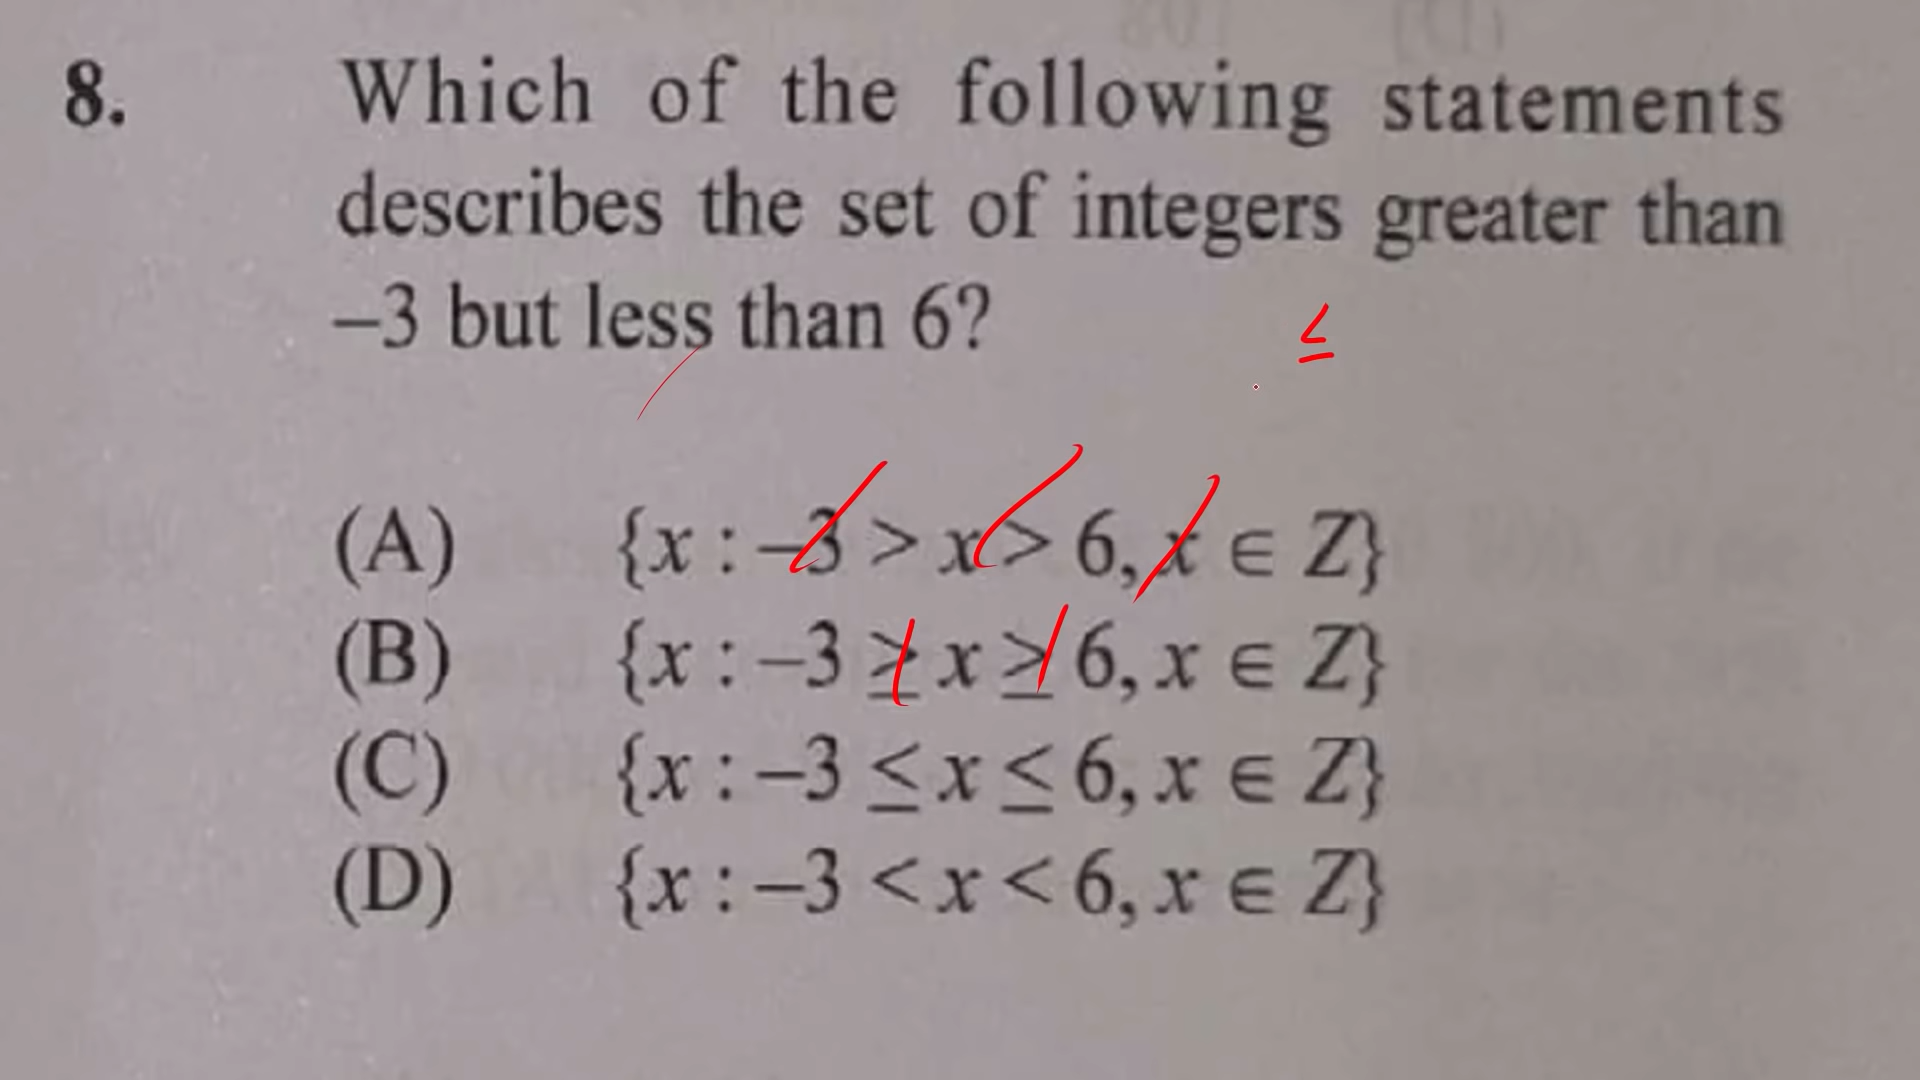 8. Which of the following statements
describes the set of integers greater than
–3 but less than 6?
≤
(A) {x : –3 > x > 6, x ∈ Z}
(B) {x : –3 ≥ x ≥ 6, x ∈ Z}
(C) {x : –3 ≤ x ≤ 6, x ∈ Z}
(D) {x : –3 < x < 6, x ∈ Z}